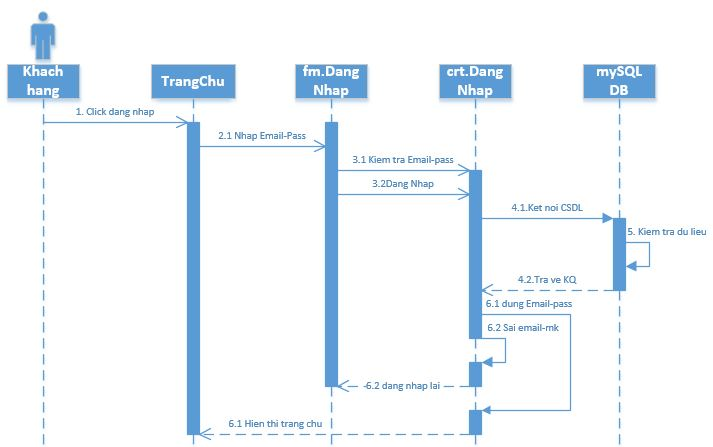 Khach
hang
TrangChu
fm.Dang
Nhap
crt.Dang
Nhap
mySQL
DB
1. Click dang nhap
2.1 Nhap Email-Pass
3.1 Kiem tra Email-pass
3.2Dang Nhap
4.1.Ket noi CSDL
5. Kiem tra du lieu
4.2.Tra ve KQ
6.1 dung Email-pass
6.2 Sai email-mk
-6.2 dang nhap lai
6.1 Hien thi trang chu